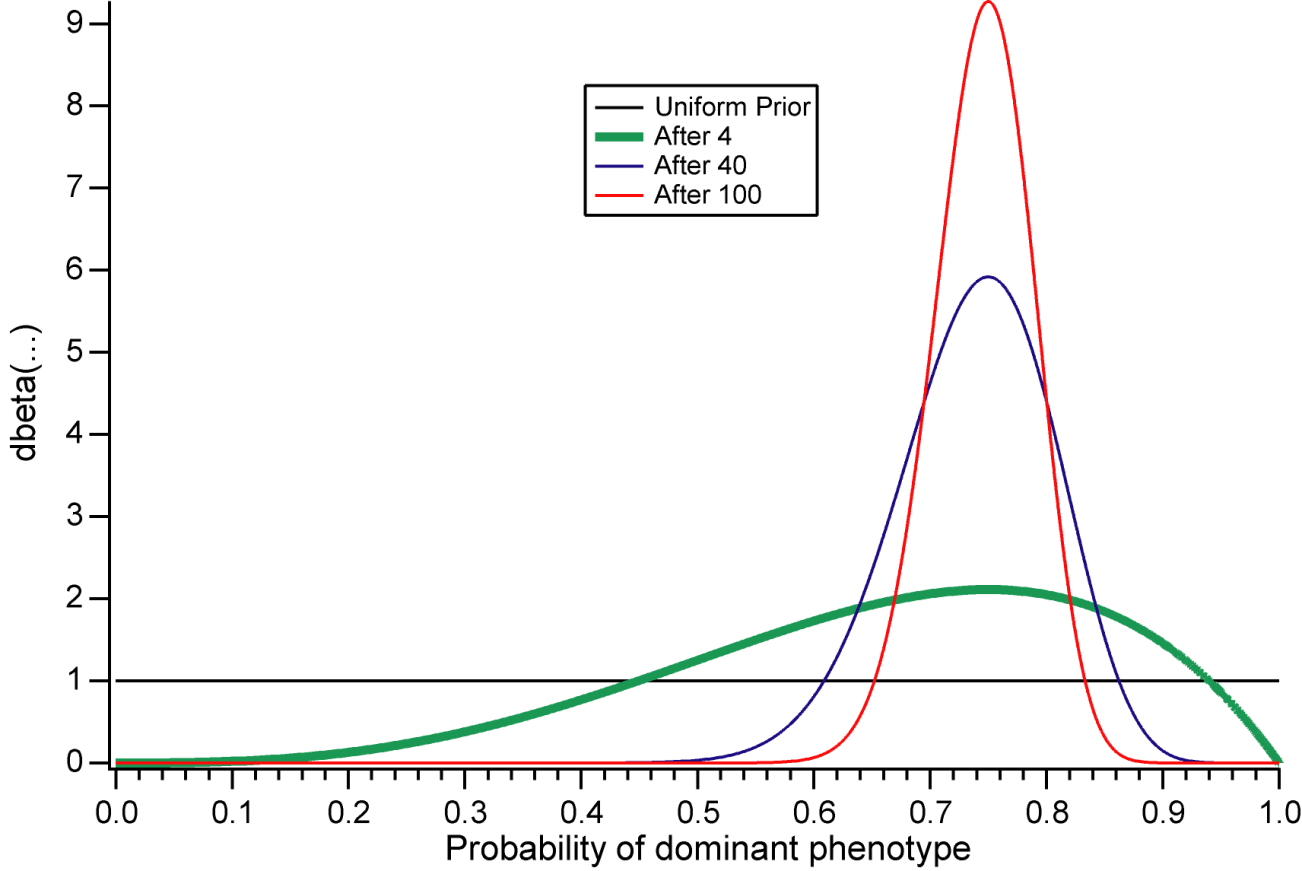 9
8
7
6
5
4
3
2
1
0
dbeta(...)
Uniform Prior
After 4
After 40
After 100
0.0 0.1 0.2 0.3 0.4 0.5 0.6 0.7 0.8 0.9 1.0
Probability of dominant phenotype